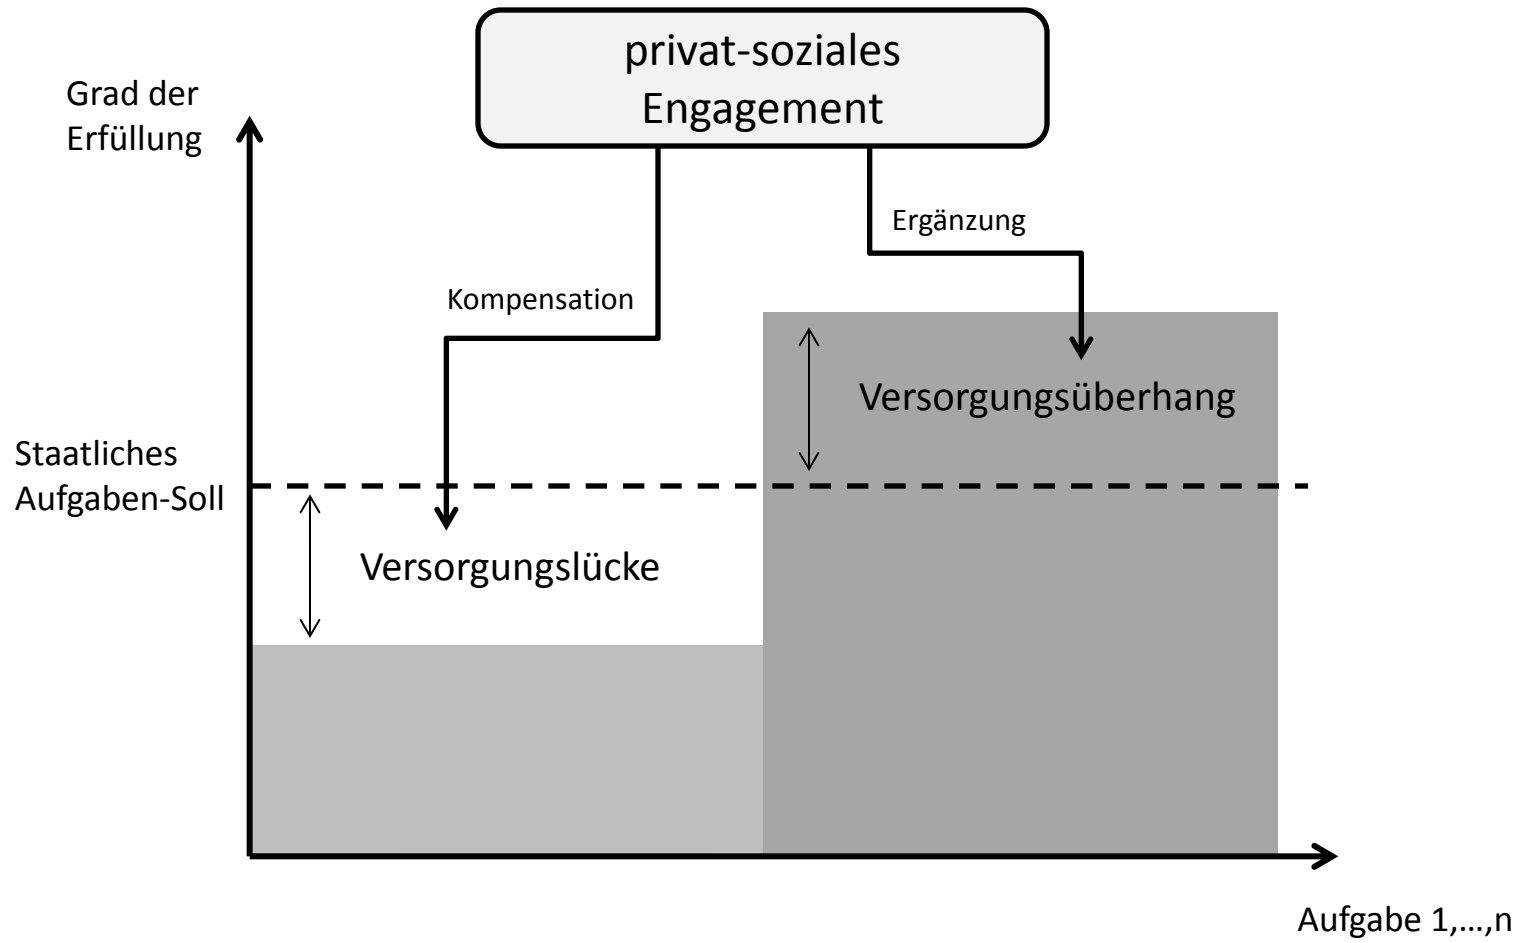 privat-soziales
Engagement
Grad der
Erfüllung
Ergänzung
Kompensation
Versorgungsüberhang
Staatliches
Aufgaben-Soll
Versorgungslücke
Aufgabe 1,...,n